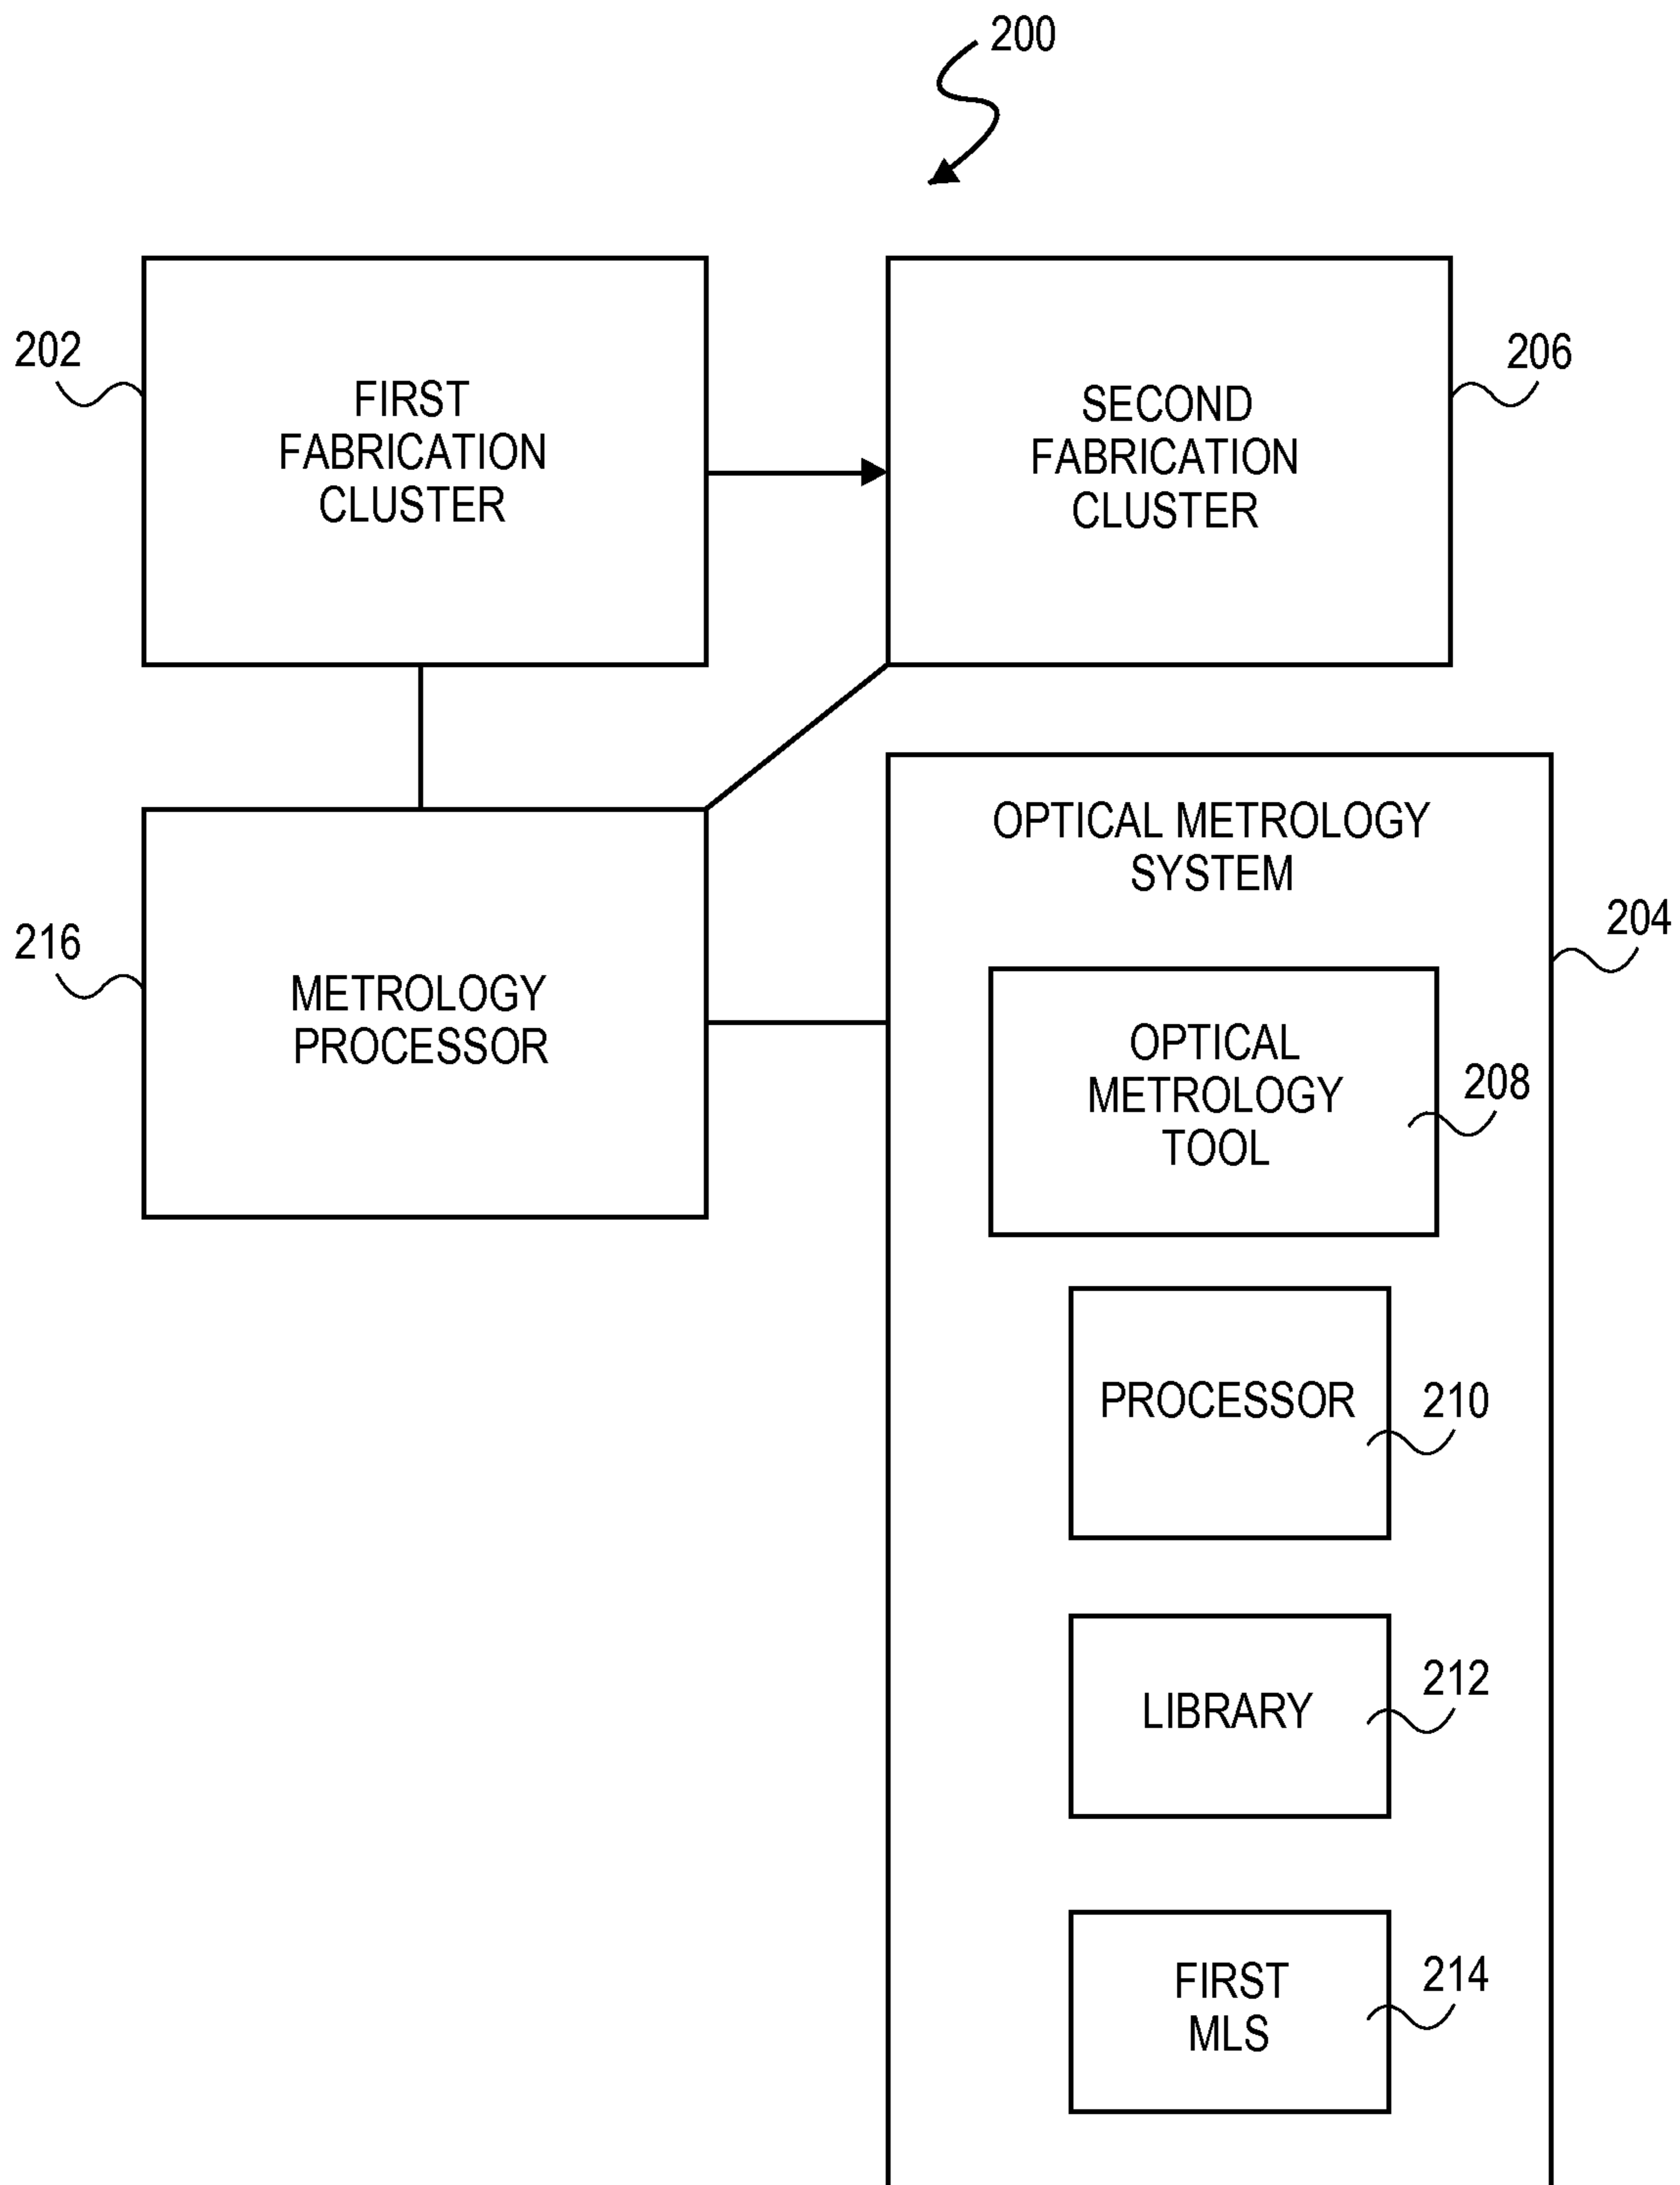 200
202
FIRST
FABRICATION
CLUSTER
SECOND
FABRICATION
CLUSTER
206
216
METROLOGY
PROCESSOR
OPTICAL METROLOGY
SYSTEM
204
OPTICAL
METROLOGY
TOOL
208
PROCESSOR
210
LIBRARY
212
FIRST
MLS
214